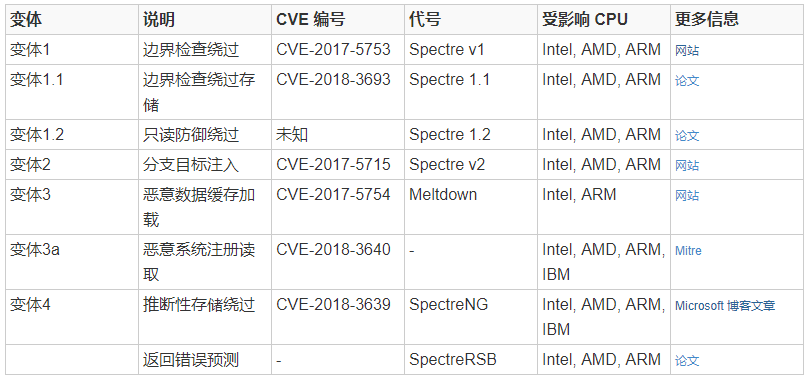 变体 说明 CVE 编号 代号 受影响 CPU 更多信息
变体1 边界检查绕过 CVE-2017-5753 Spectre v1 Intel, AMD, ARM 网站
变体1.1 边界检查绕过存 CVE-2018-3693 Spectre 1.1 Intel, AMD, ARM 论文
储
变体1.2 只读防御绕过 未知 Spectre 1.2 Intel, AMD, ARM 论文
变体2 分支目标注入 CVE-2017-5715 Spectre v2 Intel, AMD, ARM 网站
变体3 恶意数据缓存加 CVE-2017-5754 Meltdown Intel, ARM 网站
载
变体3a 恶意系统注册读 CVE-2018-3640 - Intel, AMD, ARM, Mitre
取 IBM
变体4 推断性存储绕过 CVE-2018-3639 SpectreNG Intel, AMD, ARM, Microsoft 博客文章
IBM
返回错误预测 - SpectreRSB Intel, AMD, ARM 论文